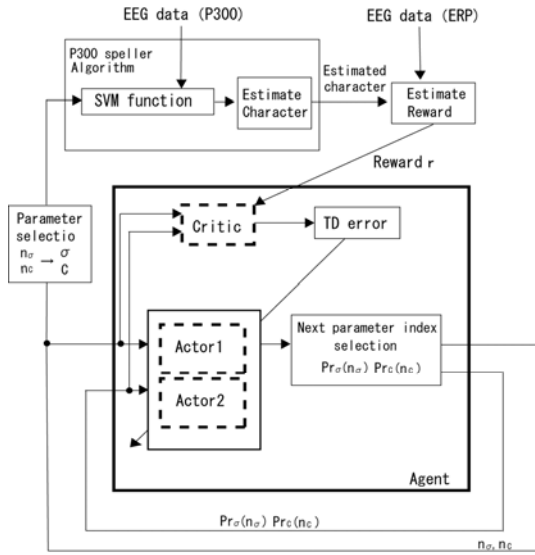 EEG data (P300)
EEG data (ERP)
P300 speller
Algorithm
SVM function
Estimate
Character
Estimated
character
Estimate
Reward
Reward r
Parameter
selectio
nσ → σ
nc C
Critic
TD error
Actor1
Actor2
Next parameter index
selection
Prσ(nσ) Prc(nc)
Agent
Prσ(nσ) Prc(nc)
nσ, nc